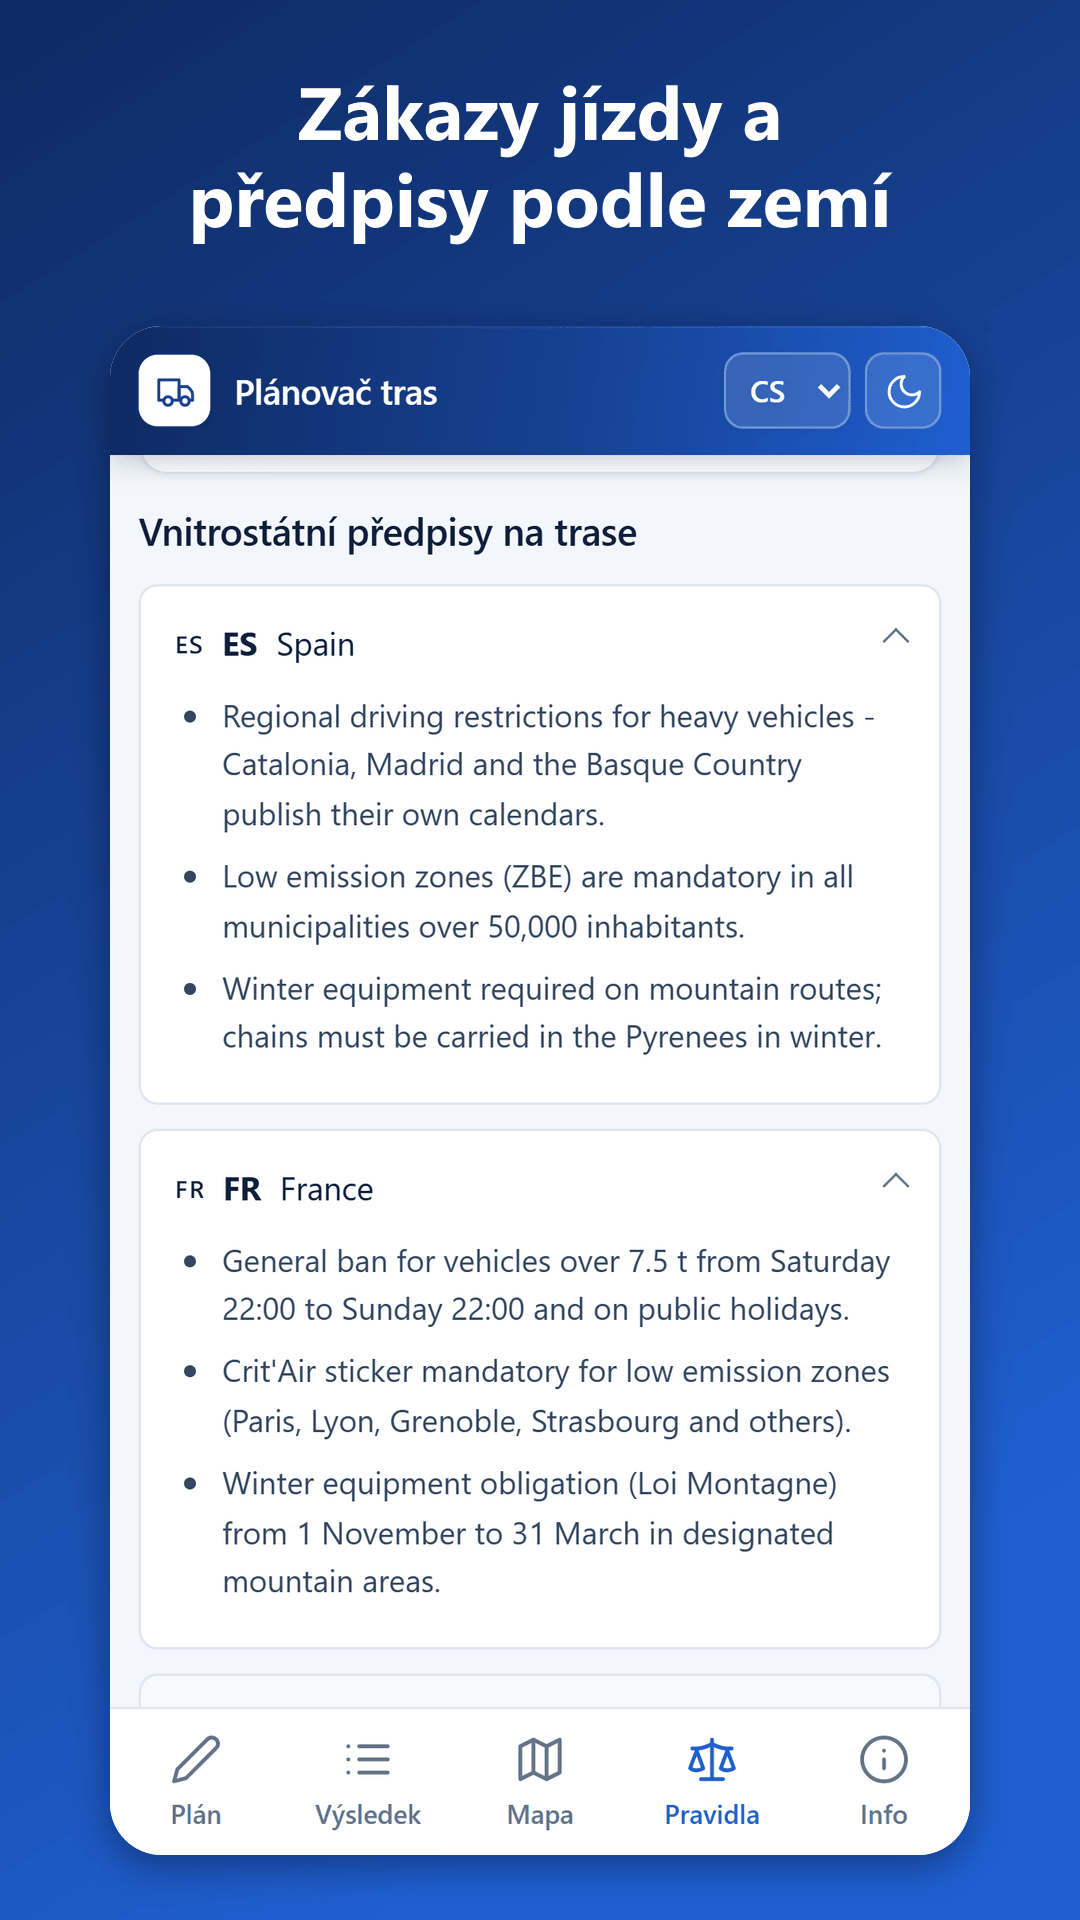 Zákazy jízdy a
předpisy podle zemí
Plánovač tras
CS
Vnitrostátní předpisy na trase
ES ES Spain
• Regional driving restrictions for heavy vehicles -
Catalonia, Madrid and the Basque Country
publish their own calendars.
• Low emission zones (ZBE) are mandatory in all
municipalities over 50,000 inhabitants.
• Winter equipment required on mountain routes;
chains must be carried in the Pyrenees in winter.
FR FR France
• General ban for vehicles over 7.5 t from Saturday
22:00 to Sunday 22:00 and on public holidays.
• Crit'Air sticker mandatory for low emission zones
(Paris, Lyon, Grenoble, Strasbourg and others).
• Winter equipment obligation (Loi Montagne)
from 1 November to 31 March in designated
mountain areas.
Plán
Výsledek
Mapa
Pravidla
Info